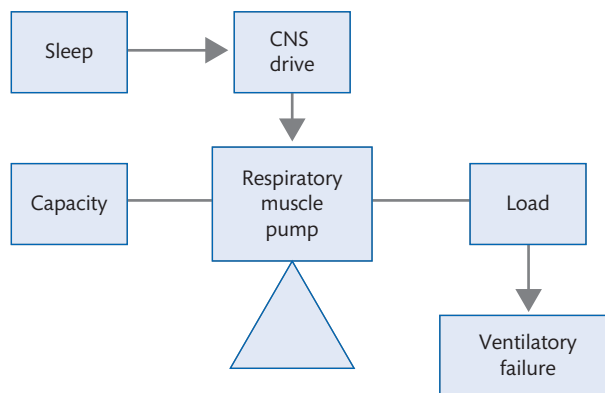 Sleep
CNS
drive
Capacity
Respiratory
muscle
pump
Load
Ventilatory
failure